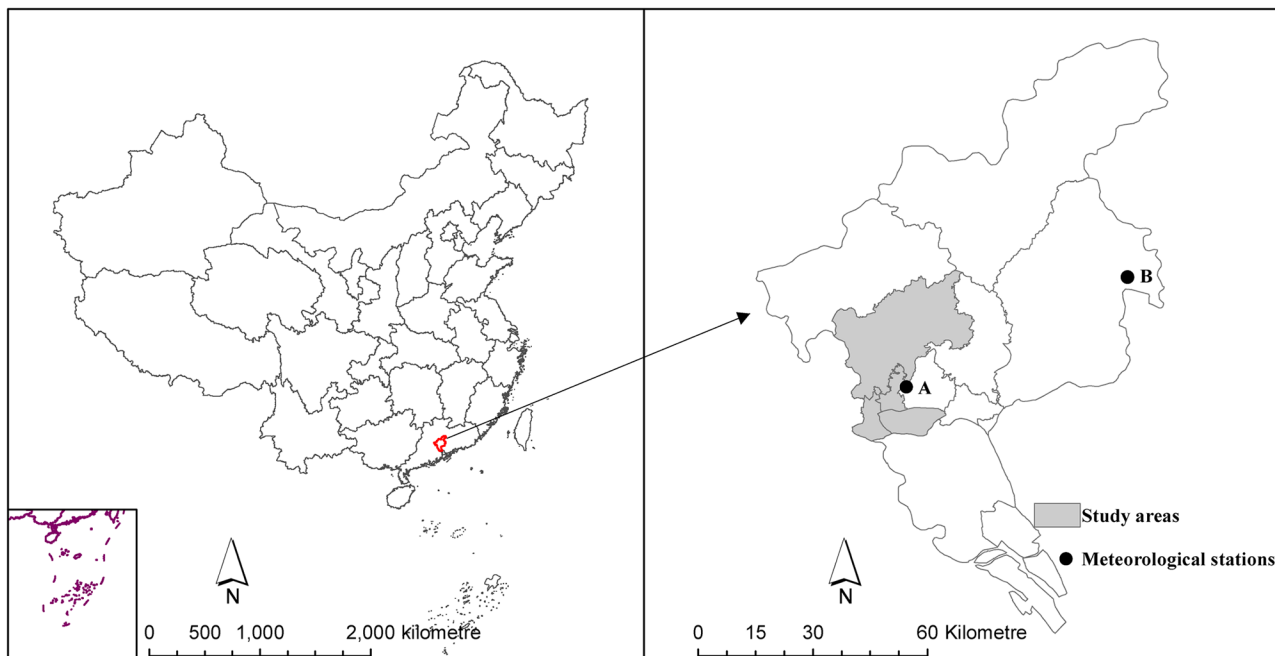 N
0 500 1,000 2,000 kilometre
B
A
Study areas
Meteorological stations
N
0 15 30 60 Kilometre